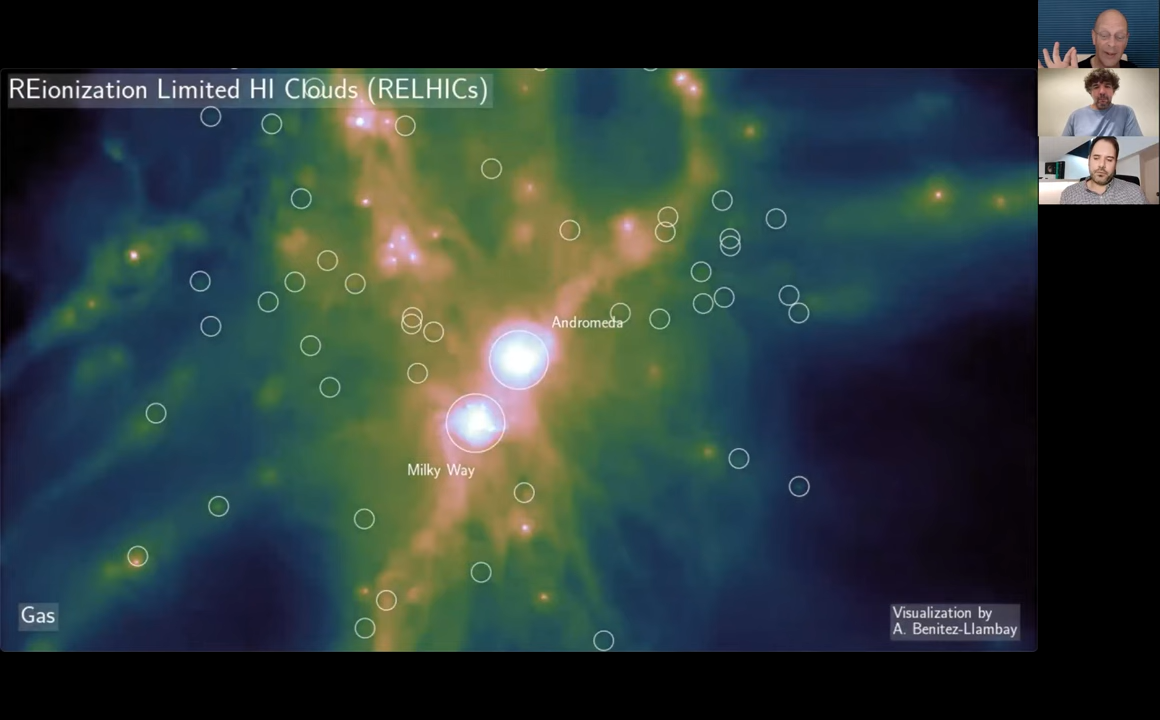 REionization Limited HI Clouds (RELHICs)
Andromeda
Milky Way
Gas
Visualization by
A. Benitez-Llambay